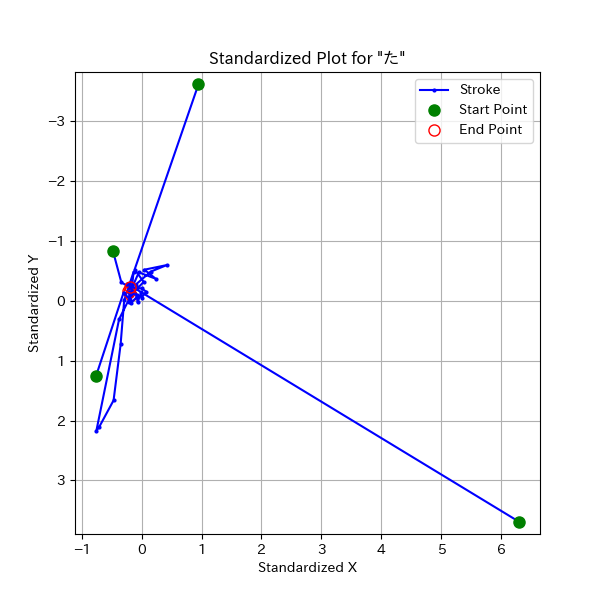 Standardized Plot for "た"
Stroke
Start Point
End Point
Standardized Y
−3
−2
−1
0
1
2
3
−1 0 1 2 3 4 5 6
Standardized X